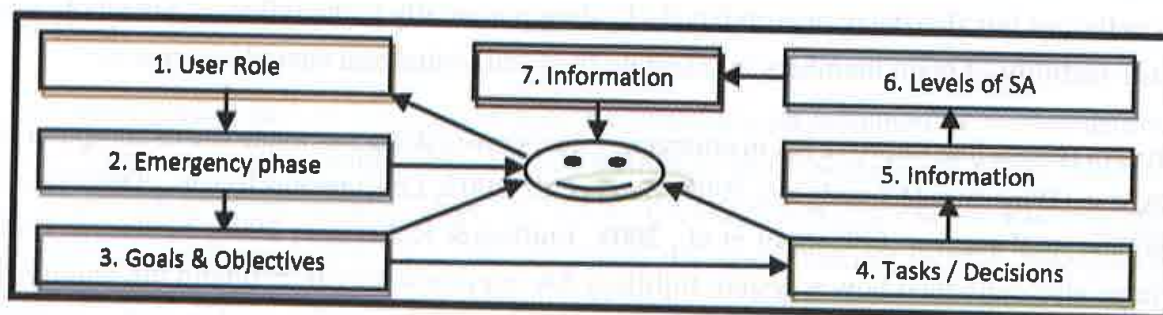 1. User Role
2. Emergency phase
3. Goals & Objectives
4. Tasks / Decisions
5. Information
6. Levels of SA
7. Information